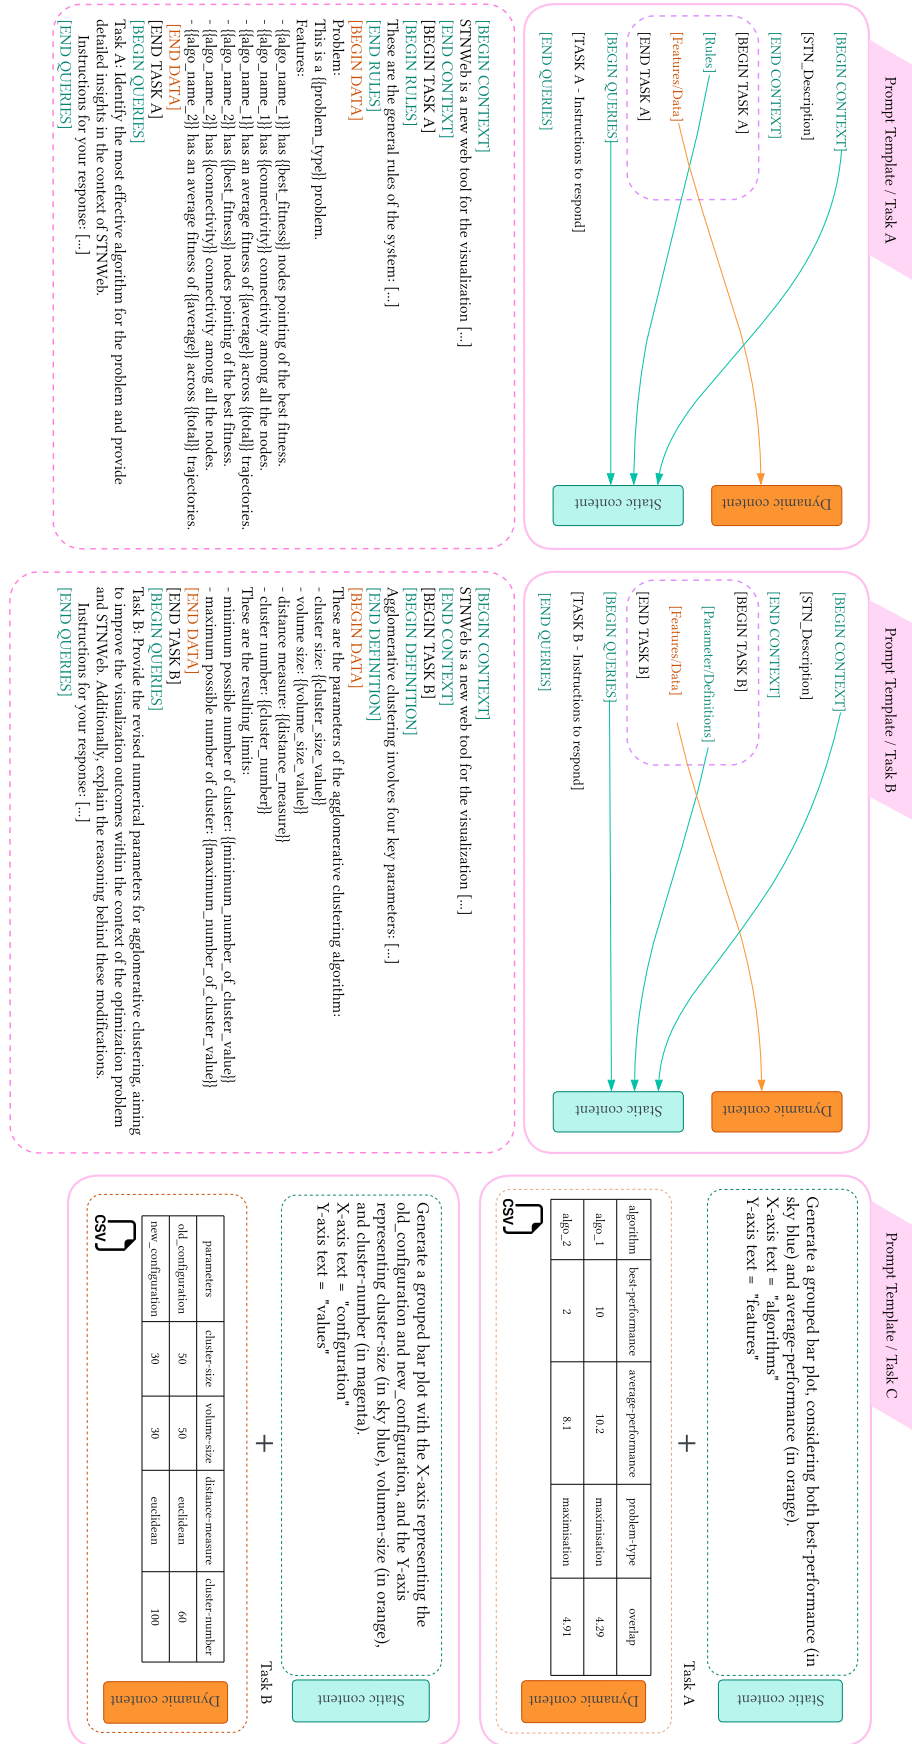 Prompt Template / Task A
[BEGIN CONTEXT]
[STN_Description]
[END CONTEXT]
[BEGIN TASK A]
[Rules]
[Features/Data]
[END TASK A]
[BEGIN QUERIES]
[TASK A - Instructions to respond]
[END QUERIES]
Dynamic content
Static content
[BEGIN CONTEXT]
STNWeb is a new web tool for the visualization [...]
[END CONTEXT]
[BEGIN TASK A]
[BEGIN RULES]
These are the general rules of the system: [...]
[END RULES]
[BEGIN DATA]
Problem:
This is a {{problem_type}} problem.
Features:
- {{algo_name_1}} has {{best_fitness}} nodes pointing of the best fitness.
- {{algo_name_1}} has {{connectivity}} connectivity among all the nodes.
- {{algo_name_1}} has an average fitness of {{average}} across {{total}} trajectories.
- {{algo_name_2}} has {{best_fitness}} nodes pointing of the best fitness.
- {{algo_name_2}} has {{connectivity}} connectivity among all the nodes.
- {{algo_name_2}} has an average fitness of {{average}} across {{total}} trajectories.
[END DATA]
[END TASK A]
[BEGIN QUERIES]
Task A: Identify the most effective algorithm for the problem and provide
detailed insights in the context of STNWeb.
Instructions for your response: [...]
[END QUERIES]
Prompt Template / Task B
[BEGIN CONTEXT]
[STN_Description]
[END CONTEXT]
[BEGIN TASK B]
[Parameter/Definitions]
[Features/Data]
[END TASK B]
[BEGIN QUERIES]
[TASK B - Instructions to respond]
[END QUERIES]
Dynamic content
Static content
[BEGIN CONTEXT]
STNWeb is a new web tool for the visualization [...]
[END CONTEXT]
[BEGIN TASK B]
[BEGIN DEFINITION]
Agglomerative clustering involves four key parameters: [...]
[END DEFINITION]
[BEGIN DATA]
These are the parameters of the agglomerative clustering algorithm:
- cluster size: {{cluster_size_value}}
- volume size: {{volume_size_value}}
- distance measure: {{distance_measure}}
- cluster number: {{cluster_number}}
These are the resulting limits:
- minimum possible number of cluster: {{minimum_number_of_cluster_value}}
- maximum possible number of cluster: {{maximum_number_of_cluster_value}}
[END DATA]
[END TASK B]
[BEGIN QUERIES]
Task B: Provide the revised numerical parameters for agglomerative clustering, aiming
to improve the visualization outcomes within the context of the optimization problem
and STNWeb. Additionally, explain the reasoning behind these modifications.
Instructions for your response: [...]
[END QUERIES]
Prompt Template / Task C
Generate a grouped bar plot, considering both best-performance (in
sky blue) and average-performance (in orange).
X-axis text = "algorithms"
Y-axis text = "features"
Static content
+
Task A
algorithm best-performance average-performance problem-type overlap
algo_1 10 10.2 maximisation 4.29
algo_2 2 8.1 maximisation 4.91
CSV
Dynamic content
Generate a grouped bar plot with the X-axis representing the
old_configuration and new_configuration, and the Y-axis
representing cluster-size (in sky blue), volumen-size (in orange),
and cluster-number (in magenta).
X-axis text = "configuration"
Y-axis text = "values"
Static content
+
Task B
parameters cluster-size volume-size distance-measure cluster-number
old_configuration 50 50 euclidean 60
new_configuration 30 30 euclidean 100
CSV
Dynamic content